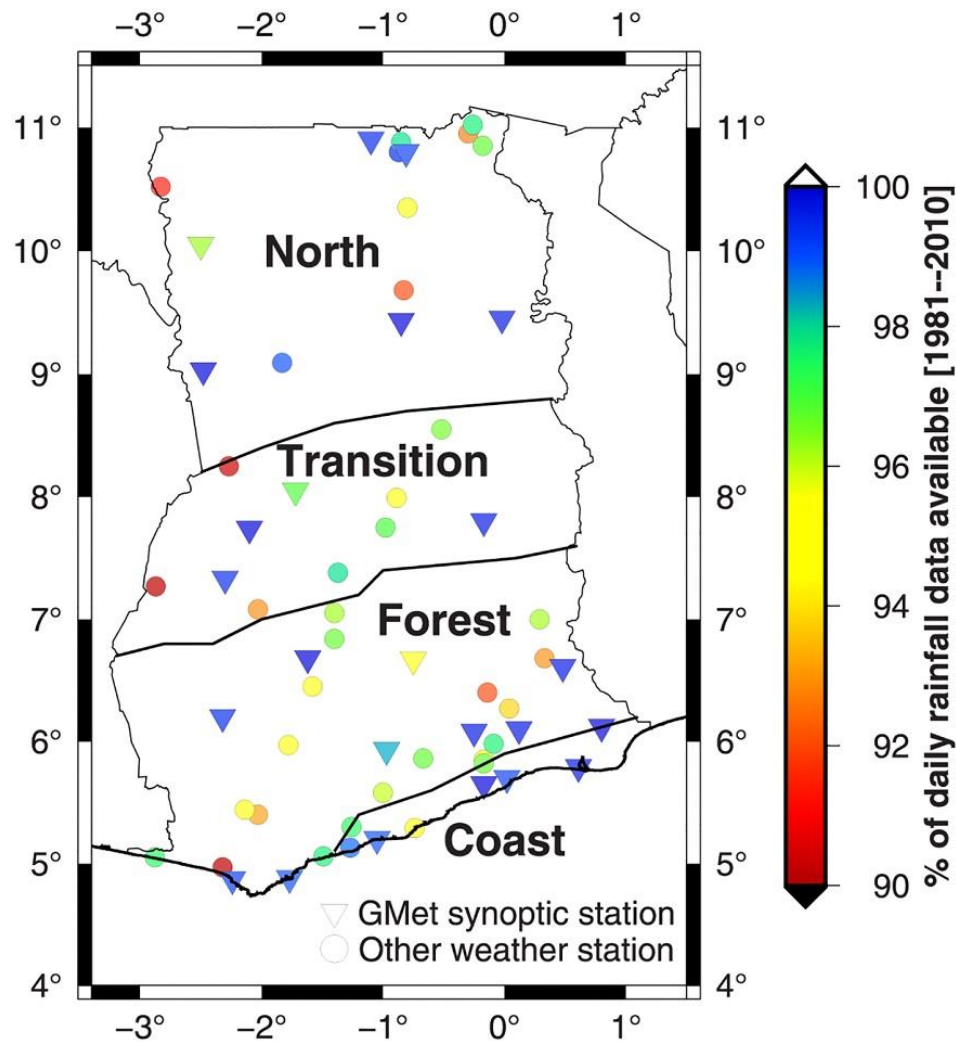 −3° −2° −1° 0° 1°
11° 11°
10° 10°
North
9° 9°
Transition
8° 8°
7° 7°
Forest
6° 6°
Coast
5° 5°
GMet synoptic station
Other weather station
4° 4°
−3° −2° −1° 0° 1°
100
98
96
94
92
90
% of daily rainfall data available [1981--2010]